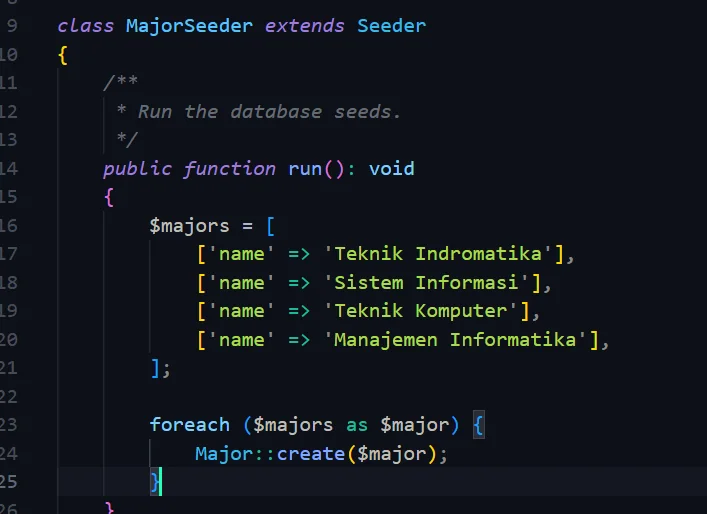 9 class MajorSeeder extends Seeder
10 {
11 /**
12 * Run the database seeds.
13 */
14 public function run(): void
15 {
16 $majors = [
17 ['name' => 'Teknik Indromatika'],
18 ['name' => 'Sistem Informasi'],
19 ['name' => 'Teknik Komputer'],
20 ['name' => 'Manajemen Informatika'],
21 ];
22
23 foreach ($majors as $major) {
24 Major::create($major);
25 }
26 }